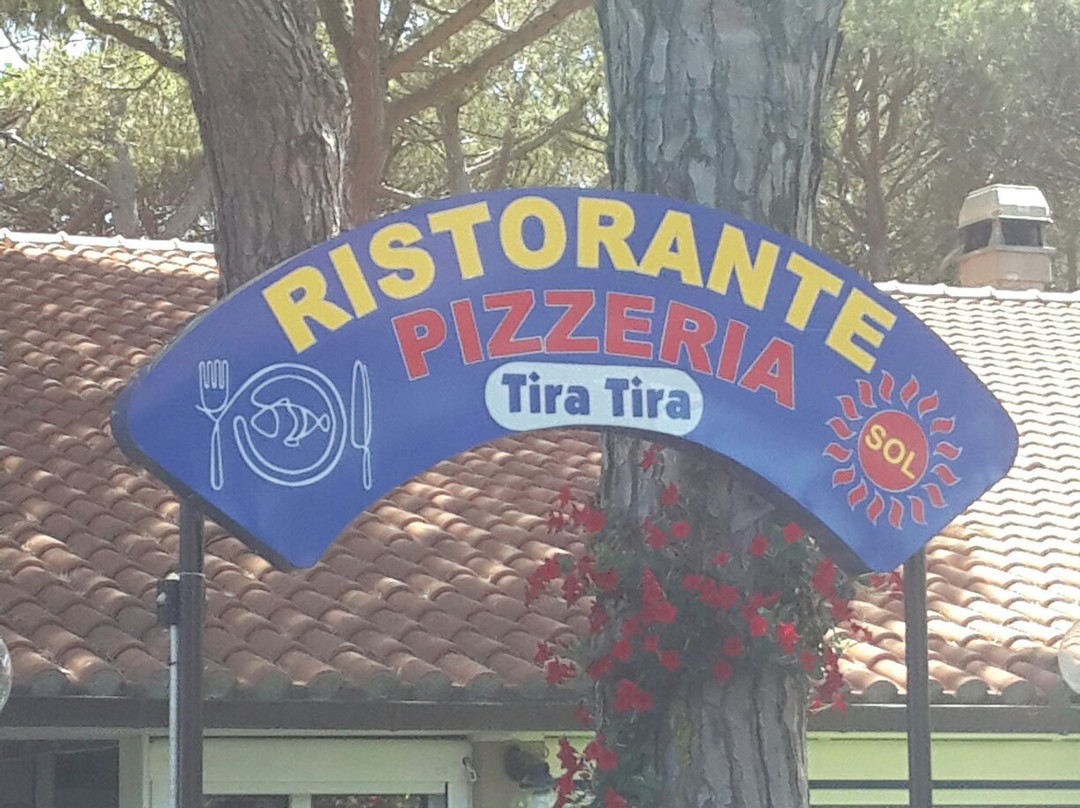 RISTORANTE
PIZZERIA
Tira Tira
SOL